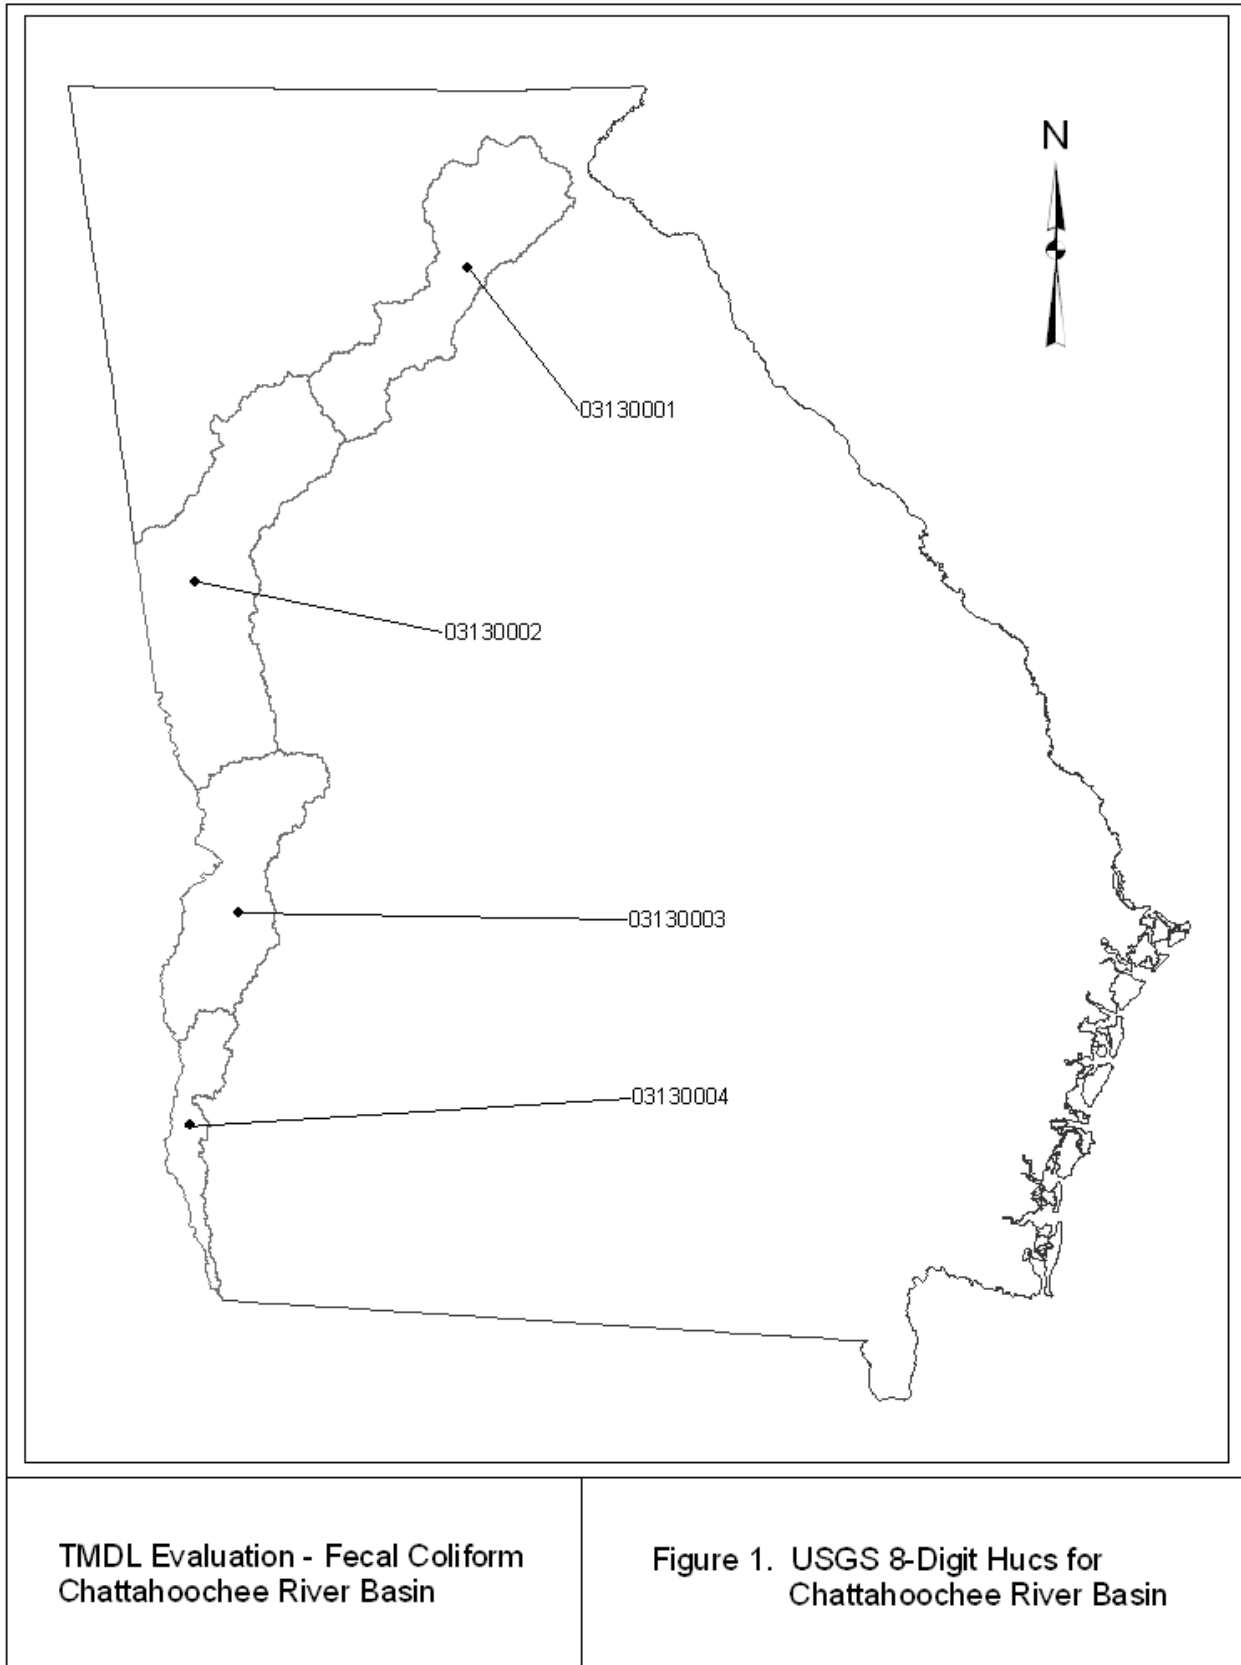 N
03130001
03130002
03130003
03130004
TMDL Evaluation - Fecal Coliform
Chattahoochee River Basin
Figure 1. USGS 8-Digit Hucs for
Chattahoochee River Basin